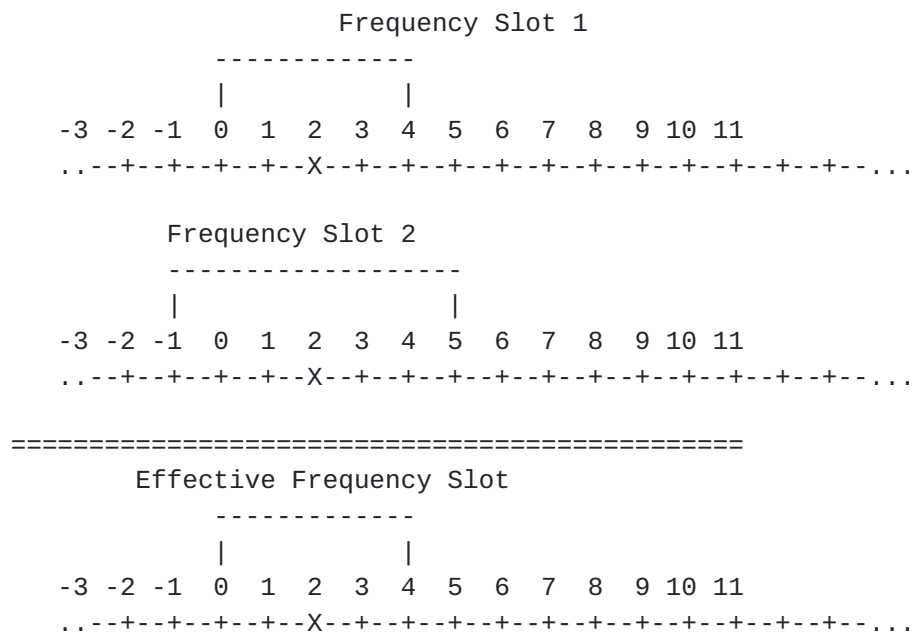 Frequency Slot 1
             -------------
             |           |
   -3 -2 -1  0  1  2  3  4  5  6  7  8  9 10 11
   ..--+--+--+--+--X--+--+--+--+--+--+--+--+--+--+--+--...

          Frequency Slot 2
          -------------------
          |                 |
   -3 -2 -1  0  1  2  3  4  5  6  7  8  9 10 11
   ..--+--+--+--+--X--+--+--+--+--+--+--+--+--+--+--+--...

===============================================
        Effective Frequency Slot
             -------------
             |           |
   -3 -2 -1  0  1  2  3  4  5  6  7  8  9 10 11
   ..--+--+--+--+--X--+--+--+--+--+--+--+--+--+--+--+--...